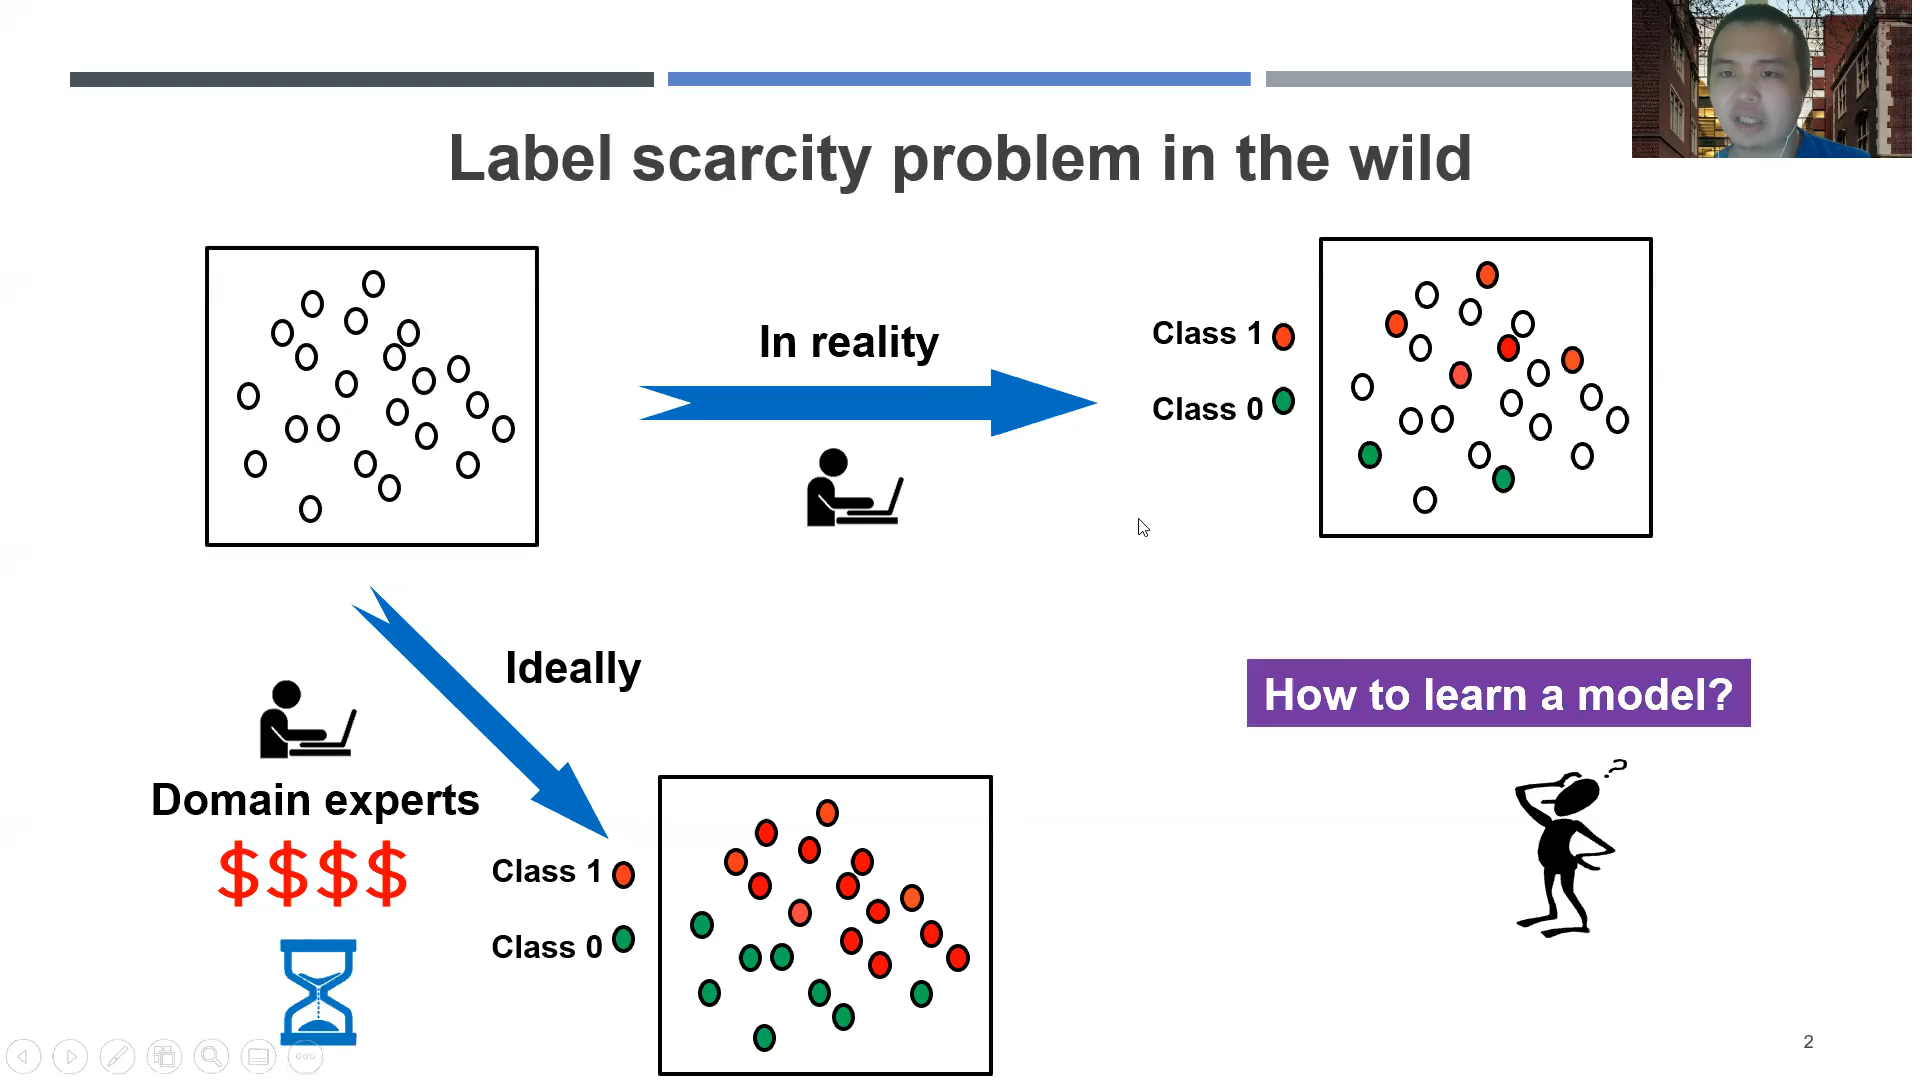 Label scarcity problem in the wild
In reality
Class 1
Class 0
Ideally
How to learn a model?
Domain experts
$$$$
Class 1
Class 0
?
2